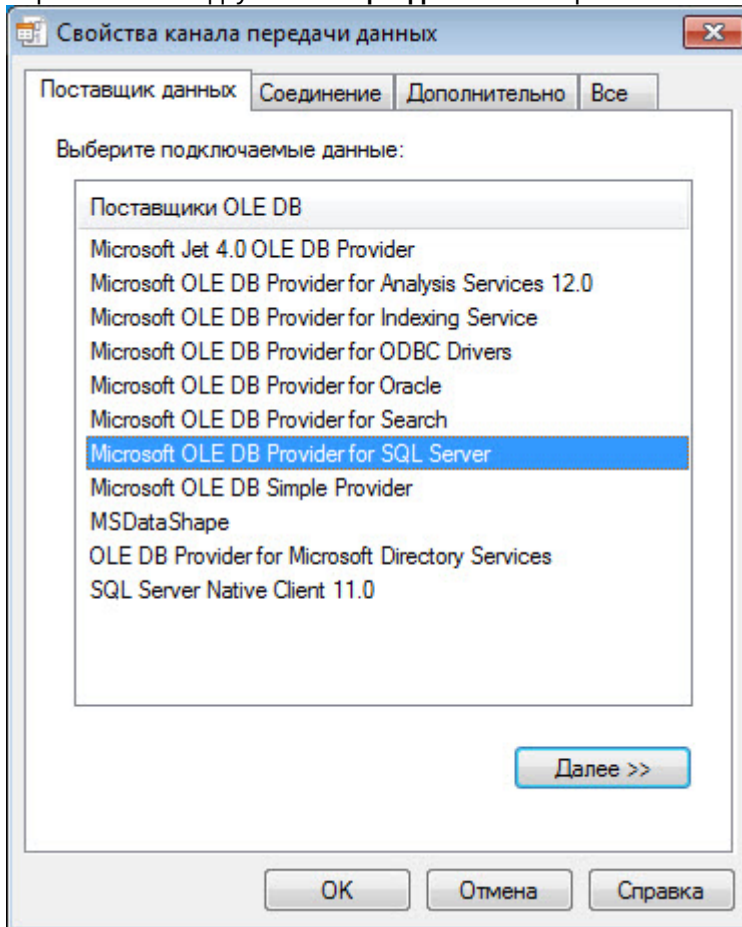 Свойства канала передачи данных
Поставщик данных Соединение Дополнительно Все
Выберите подключаемые данные:
Поставщики OLE DB
Microsoft Jet 4.0 OLE DB Provider
Microsoft OLE DB Provider for Analysis Services 12.0
Microsoft OLE DB Provider for Indexing Service
Microsoft OLE DB Provider for ODBC Drivers
Microsoft OLE DB Provider for Oracle
Microsoft OLE DB Provider for Search
Microsoft OLE DB Provider for SQL Server
Microsoft OLE DB Simple Provider
MSDataShape
OLE DB Provider for Microsoft Directory Services
SQL Server Native Client 11.0
Далее >>
OK Отмена Справка